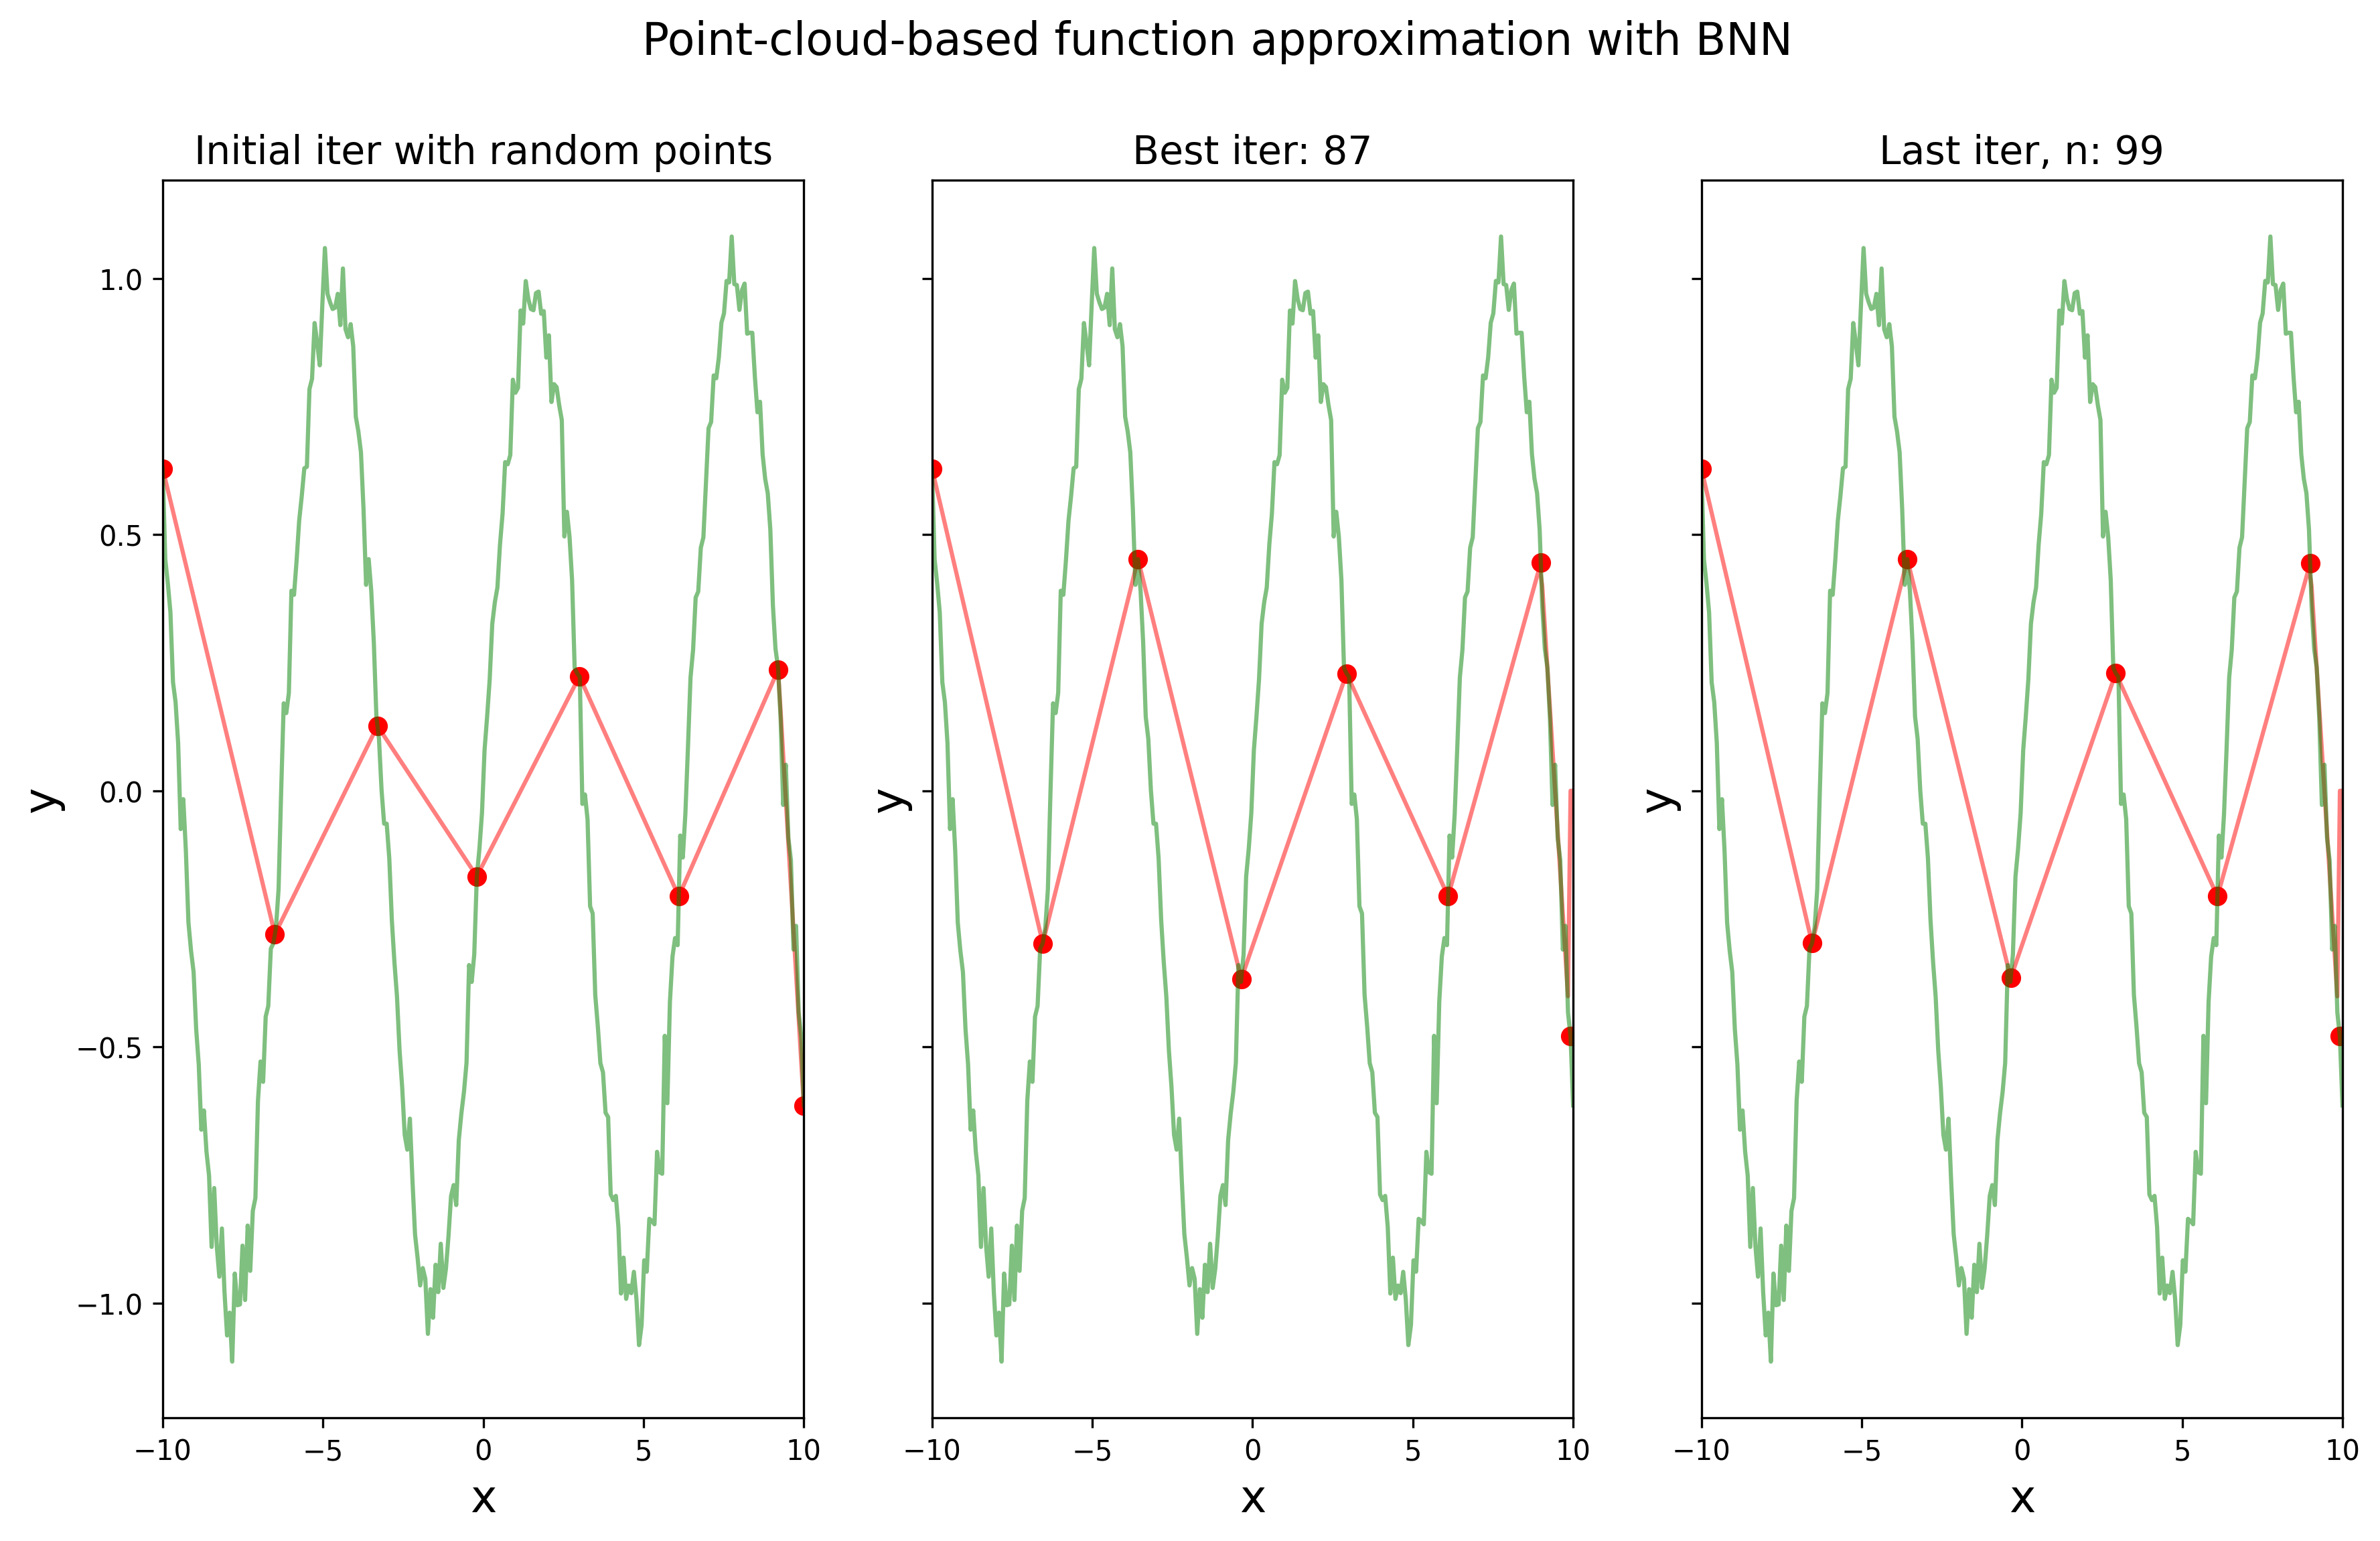 Point-cloud-based function approximation with BNN
Initial iter with random points
Best iter: 87
Last iter, n: 99
1.0
0.5
0.0
−0.5
−1.0
y
y
y
−10 −5 0 5 10
−10 −5 0 5 10
−10 −5 0 5 10
x
x
x